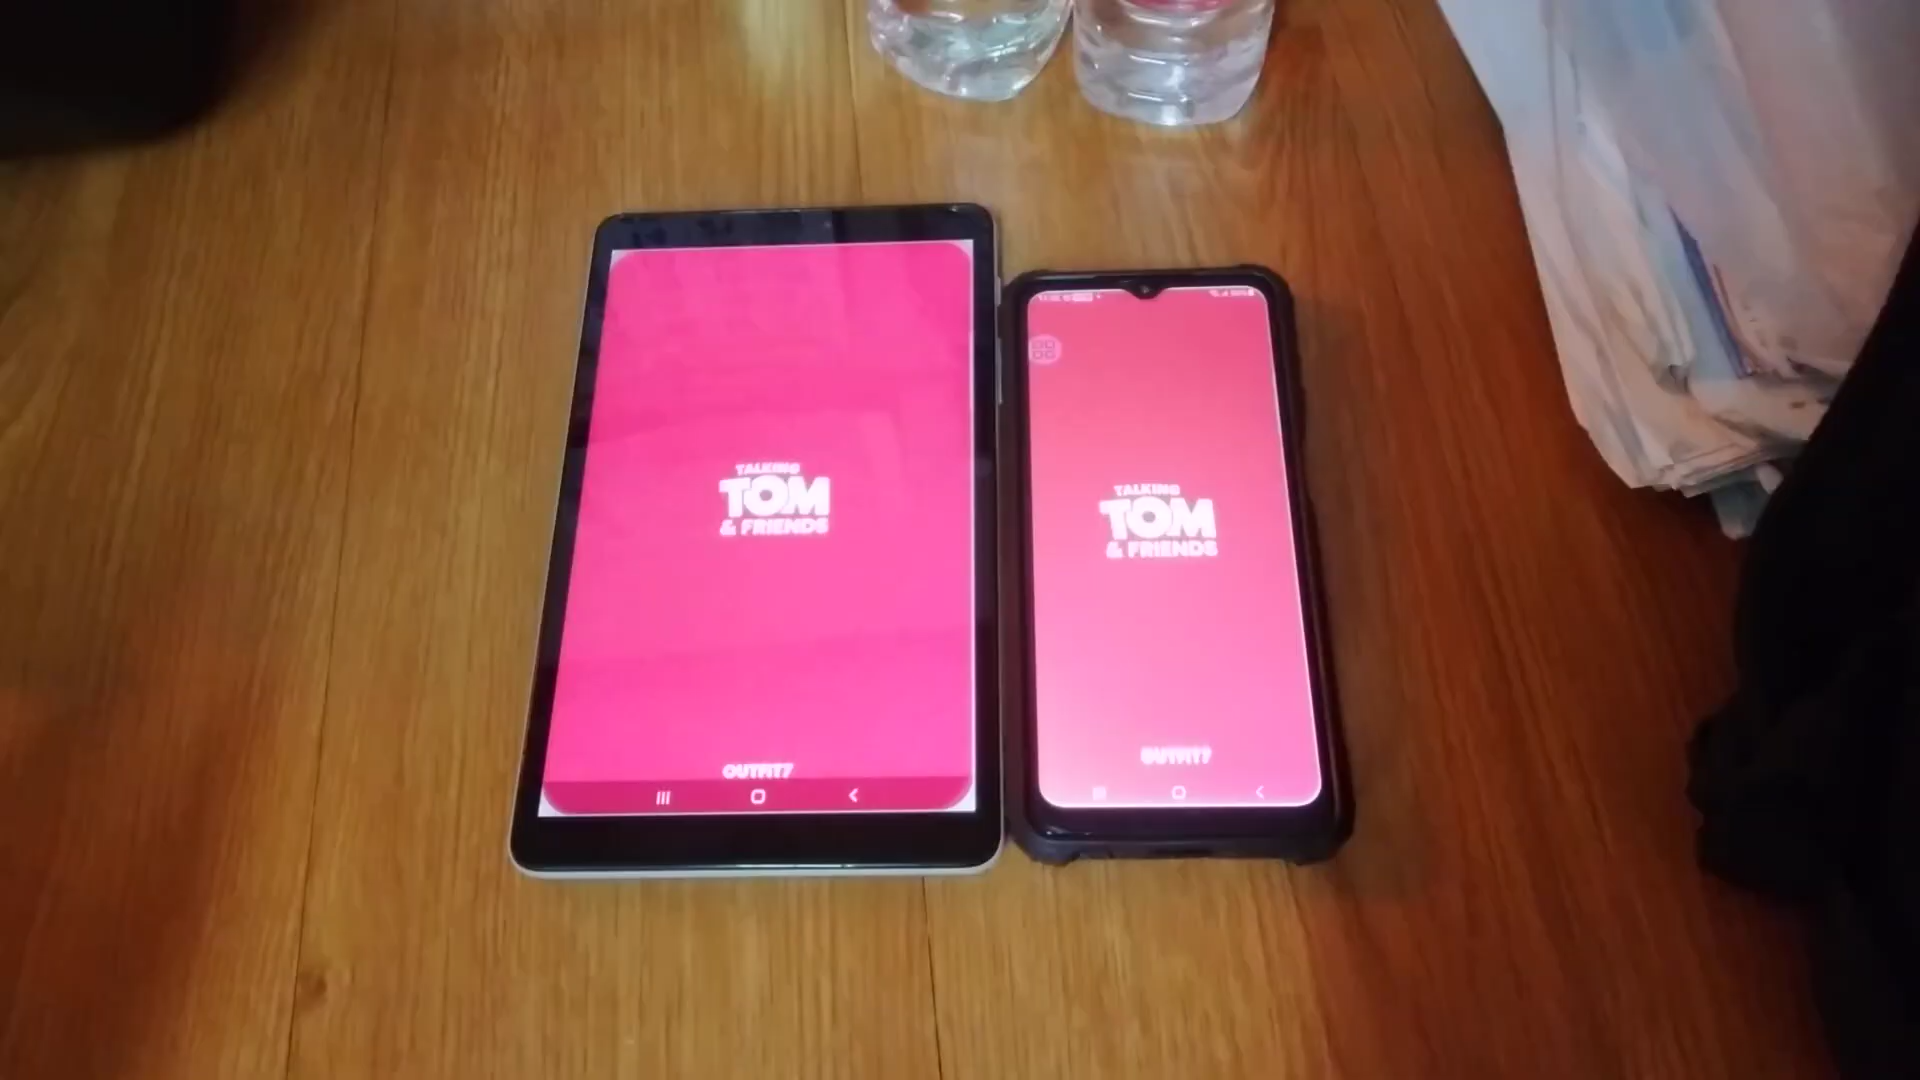 TALKING
TOM
& FRIENDS
OUTFIT7
TALKING
TOM
& FRIENDS
OUTFIT7